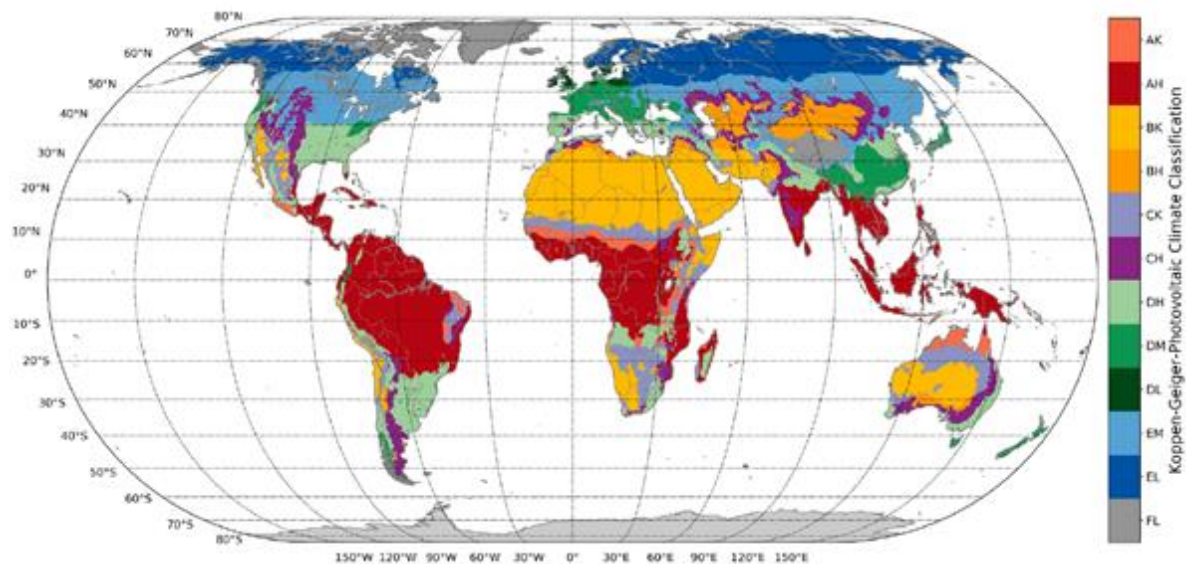 80°N
70°N
60°N
50°N
40°N
30°N
20°N
10°N
0°
10°S
20°S
30°S
40°S
50°S
60°S
70°S
80°S
150°W 120°W 90°W 60°W 30°W 0° 30°E 60°E 90°E 120°E 150°E
AK
AH
BK
BH
CK
CH
DH
DM
DL
EM
EL
FL
Koppen-Geiger-Photovoltaic Climate Classification